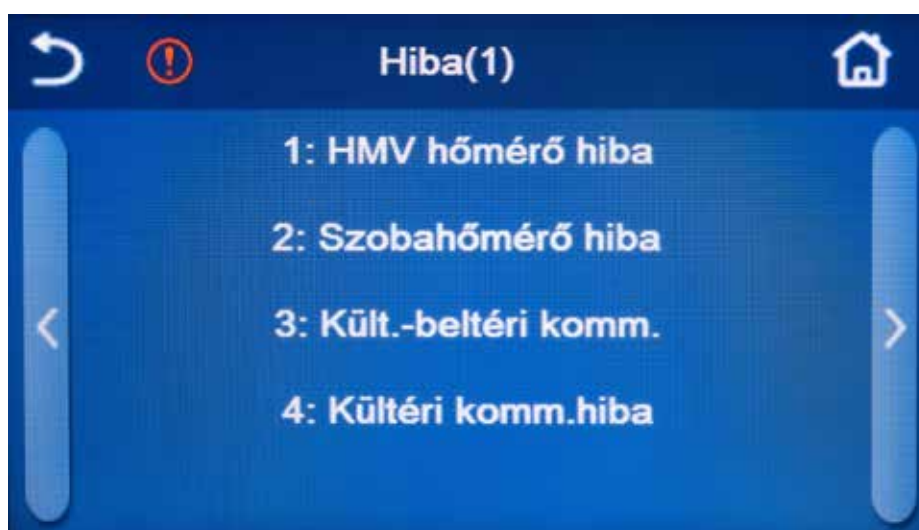 Hiba(1)
1: HMV hőmérő hiba
2: Szobahőmérő hiba
3: Kült.-beltéri komm.
4: Kültéri komm.hiba